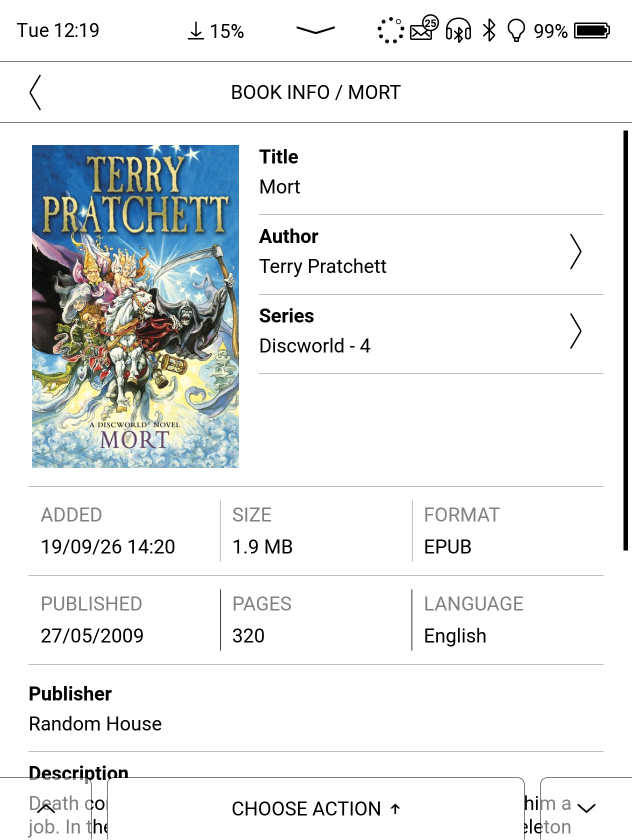 Tue 12:19
15%
25
99%
BOOK INFO / MORT
TERRY
PRATCHETT
A DISCWORLD® NOVEL
MORT
Title
Mort
Author
Terry Pratchett
Series
Discworld - 4
ADDED
19/09/26 14:20
SIZE
1.9 MB
FORMAT
EPUB
PUBLISHED
27/05/2009
PAGES
320
LANGUAGE
English
Publisher
Random House
Description
Death him a
job. In
CHOOSE ACTION